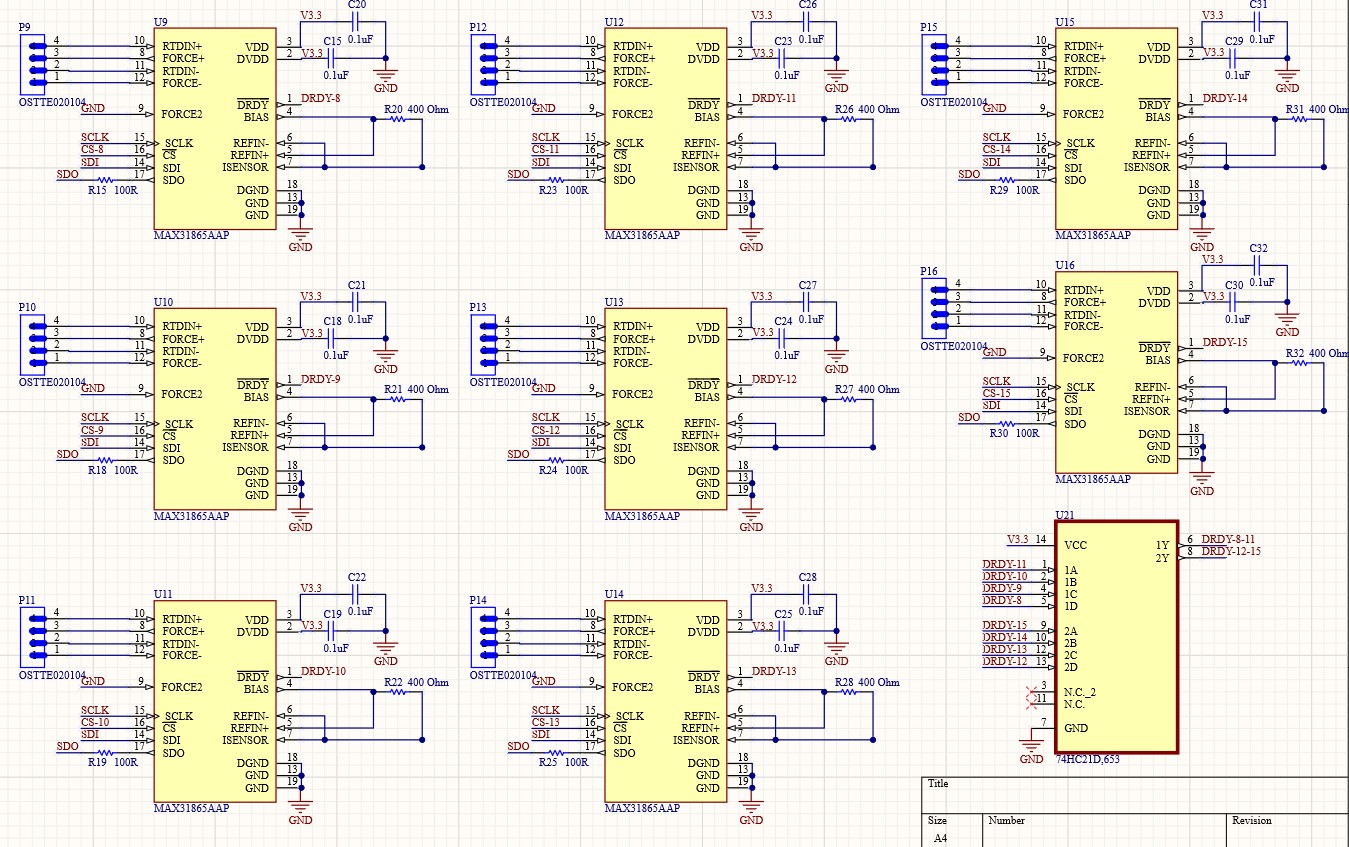 P9
4
3
2
1
OSTTE020104
U9
10 RTDIN+
8 FORCE+
11 RTDIN-
12 FORCE-
GND 9 FORCE2
SCLK 15 SCLK
CS-8 16 CS
SDI 14 SDI
SDO R15 100R 17 SDO
VDD 3 V3.3 C20 0.1uF
DVDD 2 V3.3 C15 0.1uF
GND
DRDY 1 DRDY-8
BIAS 4 R20 400 Ohm
REFIN- 6
REFIN+ 5
ISENSOR 7
DGND 18
GND 13
GND 19
GND
MAX31865AAP
P12
4
3
2
1
OSTTE020104
U12
10 RTDIN+
8 FORCE+
11 RTDIN-
12 FORCE-
GND 9 FORCE2
SCLK 15 SCLK
CS-11 16 CS
SDI 14 SDI
SDO R23 100R 17 SDO
VDD 3 V3.3 C26 0.1uF
DVDD 2 V3.3 C23 0.1uF
GND
DRDY 1 DRDY-11
BIAS 4 R26 400 Ohm
REFIN- 6
REFIN+ 5
ISENSOR 7
DGND 18
GND 13
GND 19
GND
MAX31865AAP
P15
4
3
2
1
OSTTE020104
U15
10 RTDIN+
8 FORCE+
11 RTDIN-
12 FORCE-
GND 9 FORCE2
SCLK 15 SCLK
CS-14 16 CS
SDI 14 SDI
SDO R29 100R 17 SDO
VDD 3 V3.3 C31 0.1uF
DVDD 2 V3.3 C29 0.1uF
GND
DRDY 1 DRDY-14
BIAS 4 R31 400 Ohm
REFIN- 6
REFIN+ 5
ISENSOR 7
DGND 18
GND 13
GND 19
GND
MAX31865AAP
P10
4
3
2
1
OSTTE020104
U10
10 RTDIN+
8 FORCE+
11 RTDIN-
12 FORCE-
GND 9 FORCE2
SCLK 15 SCLK
CS-9 16 CS
SDI 14 SDI
SDO R18 100R 17 SDO
VDD 3 V3.3 C21 0.1uF
DVDD 2 V3.3 C18 0.1uF
GND
DRDY 1 DRDY-9
BIAS 4 R21 400 Ohm
REFIN- 6
REFIN+ 5
ISENSOR 7
DGND 18
GND 13
GND 19
GND
MAX31865AAP
P13
4
3
2
1
OSTTE020104
U13
10 RTDIN+
8 FORCE+
11 RTDIN-
12 FORCE-
GND 9 FORCE2
SCLK 15 SCLK
CS-12 16 CS
SDI 14 SDI
SDO R24 100R 17 SDO
VDD 3 V3.3 C27 0.1uF
DVDD 2 V3.3 C24 0.1uF
GND
DRDY 1 DRDY-12
BIAS 4 R27 400 Ohm
REFIN- 6
REFIN+ 5
ISENSOR 7
DGND 18
GND 13
GND 19
GND
MAX31865AAP
P16
4
3
2
1
OSTTE020104
U16
10 RTDIN+
8 FORCE+
11 RTDIN-
12 FORCE-
GND 9 FORCE2
SCLK 15 SCLK
CS-15 16 CS
SDI 14 SDI
SDO R30 100R 17 SDO
VDD 3 V3.3 C32 0.1uF
DVDD 2 V3.3 C30 0.1uF
GND
DRDY 1 DRDY-15
BIAS 4 R32 400 Ohm
REFIN- 6
REFIN+ 5
ISENSOR 7
DGND 18
GND 13
GND 19
GND
MAX31865AAP
P11
4
3
2
1
OSTTE020104
U11
10 RTDIN+
8 FORCE+
11 RTDIN-
12 FORCE-
GND 9 FORCE2
SCLK 15 SCLK
CS-10 16 CS
SDI 14 SDI
SDO R19 100R 17 SDO
VDD 3 V3.3 C22 0.1uF
DVDD 2 V3.3 C19 0.1uF
GND
DRDY 1 DRDY-10
BIAS 4 R22 400 Ohm
REFIN- 6
REFIN+ 5
ISENSOR 7
DGND 18
GND 13
GND 19
GND
MAX31865AAP
P14
4
3
2
1
OSTTE020104
U14
10 RTDIN+
8 FORCE+
11 RTDIN-
12 FORCE-
GND 9 FORCE2
SCLK 15 SCLK
CS-13 16 CS
SDI 14 SDI
SDO R25 100R 17 SDO
VDD 3 V3.3 C28 0.1uF
DVDD 2 V3.3 C25 0.1uF
GND
DRDY 1 DRDY-13
BIAS 4 R28 400 Ohm
REFIN- 6
REFIN+ 5
ISENSOR 7
DGND 18
GND 13
GND 19
GND
MAX31865AAP
U21
V3.3 14 VCC 1Y 6 DRDY-8-11
2Y 8 DRDY-12-15
DRDY-11 1 1A
DRDY-10 2 1B
DRDY-9 4 1C
DRDY-8 5 1D
DRDY-15 9 2A
DRDY-14 10 2B
DRDY-13 12 2C
DRDY-12 13 2D
3 N.C._2
11 N.C.
7 GND
GND
74HC21D,653
Title
Size Number Revision
A4